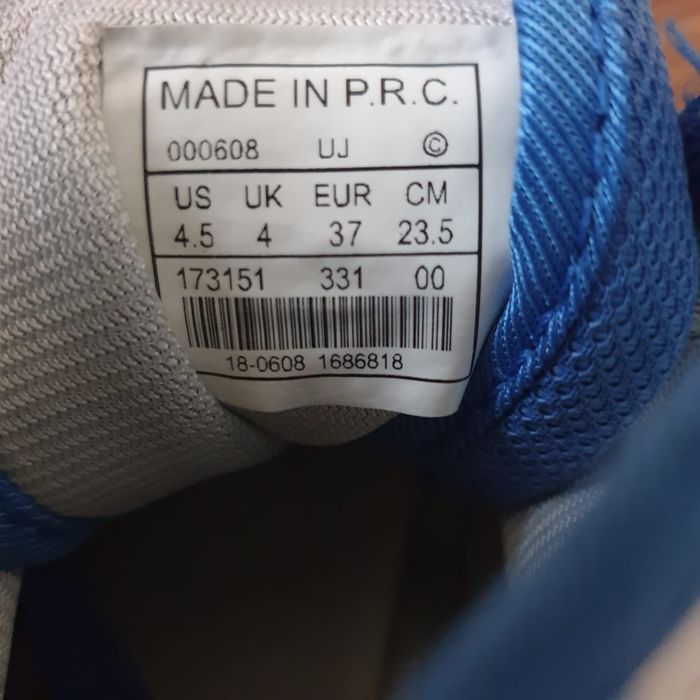 MADE IN P.R.C.
000608 UJ ©
US UK EUR CM
4.5 4 37 23.5
173151 331 00
18-0608 1686818